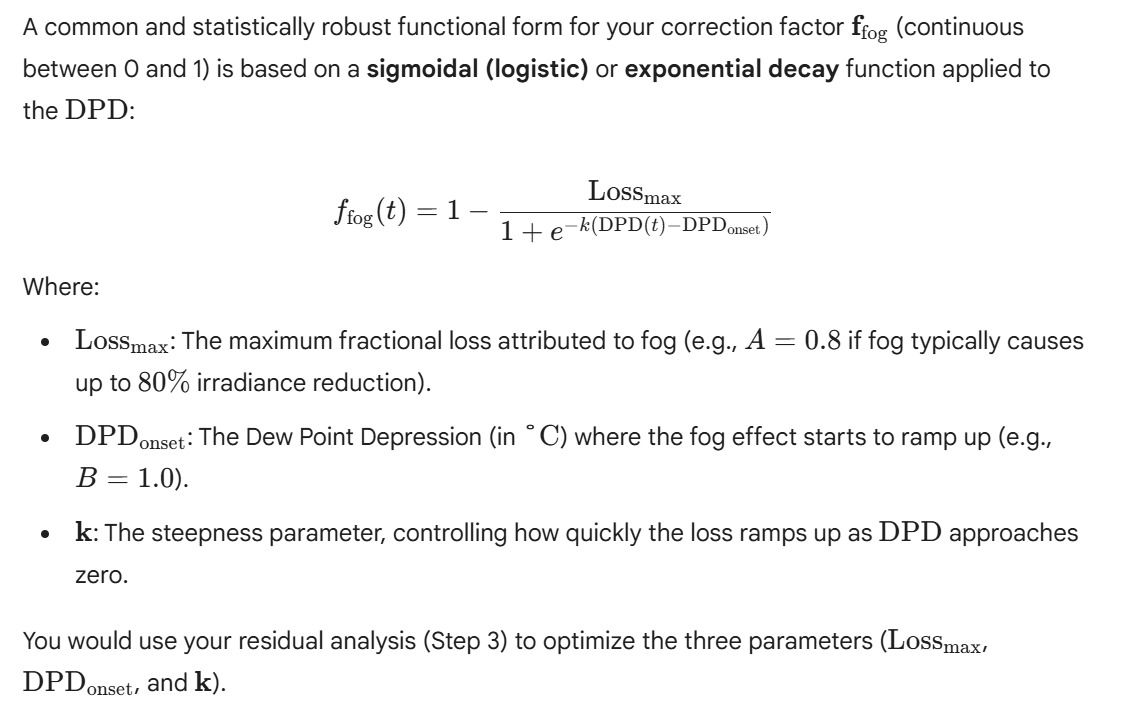 A common and statistically robust functional form for your correction factor f_fog (continuous
between 0 and 1) is based on a sigmoidal (logistic) or exponential decay function applied to
the DPD:
f_fog(t) = 1 − Loss_max / (1 + e^{−k(DPD(t)−DPD_onset)})
Where:
• Loss_max: The maximum fractional loss attributed to fog (e.g., A = 0.8 if fog typically causes
up to 80% irradiance reduction).
• DPD_onset: The Dew Point Depression (in °C) where the fog effect starts to ramp up (e.g.,
B = 1.0).
• k: The steepness parameter, controlling how quickly the loss ramps up as DPD approaches
zero.
You would use your residual analysis (Step 3) to optimize the three parameters (Loss_max,
DPD_onset, and k).